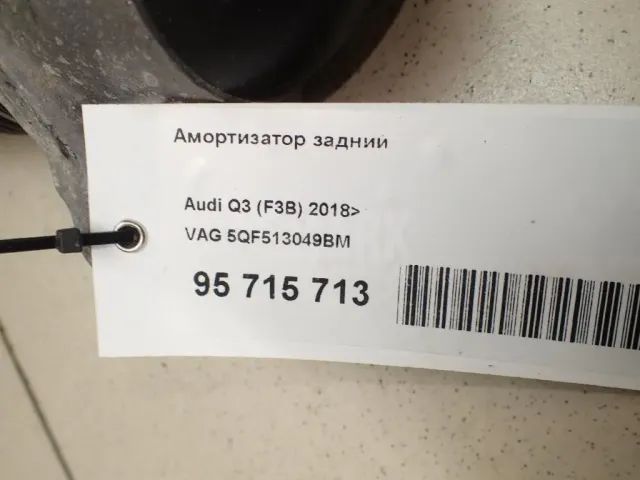 Амортизатор задний
Audi Q3 (F3B) 2018>
VAG 5QF513049BM
95 715 713